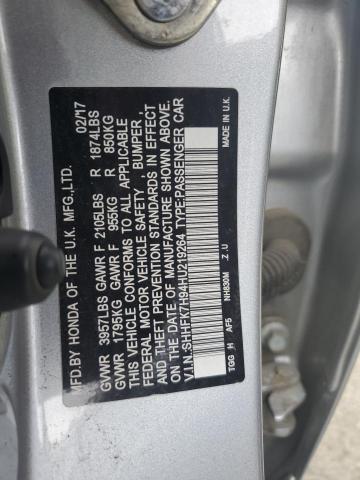 MFD.BY HONDA OF THE U.K. MFG.,LTD. 02/17
GVWR 3957LBS GAWR F 2105LBS R 1874LBS
GVWR 1795KG GAWR F 955KG R 850KG
THIS VEHICLE CONFORMS TO ALL APPLICABLE
FEDERAL MOTOR VEHICLE SAFETY , BUMPER ,
AND THEFT PREVENTION STANDARDS IN EFFECT
ON THE DATE OF MANUFACTURE SHOWN ABOVE.
V.I.N.:SHHFK7H94HU219264 TYPE:PASSENGER CAR
NH830M .Z .U MADE IN U.K.
TGG H AF5